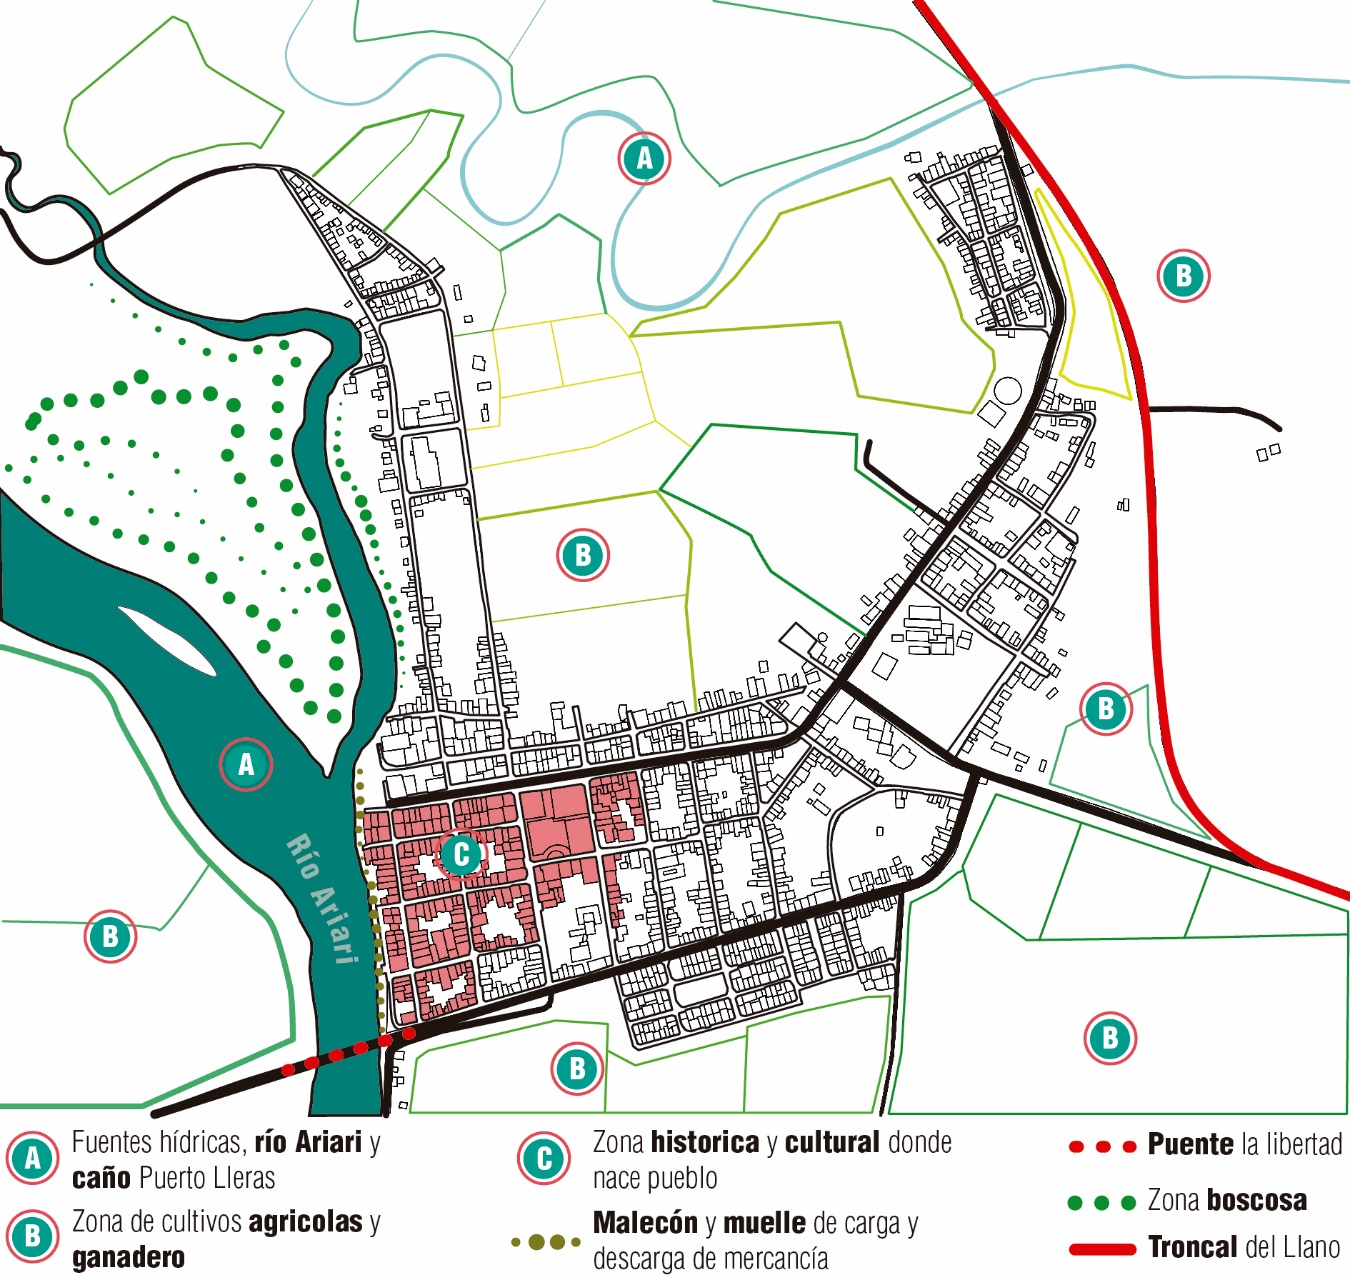 A
B
B
B
A
C
Río Ariari
B
B
B
A Fuentes hídricas, río Ariari y
caño Puerto Lleras
B Zona de cultivos agricolas y
ganadero
C Zona historica y cultural donde
nace pueblo
Malecón y muelle de carga y
descarga de mercancía
Puente la libertad
Zona boscosa
Troncal del Llano